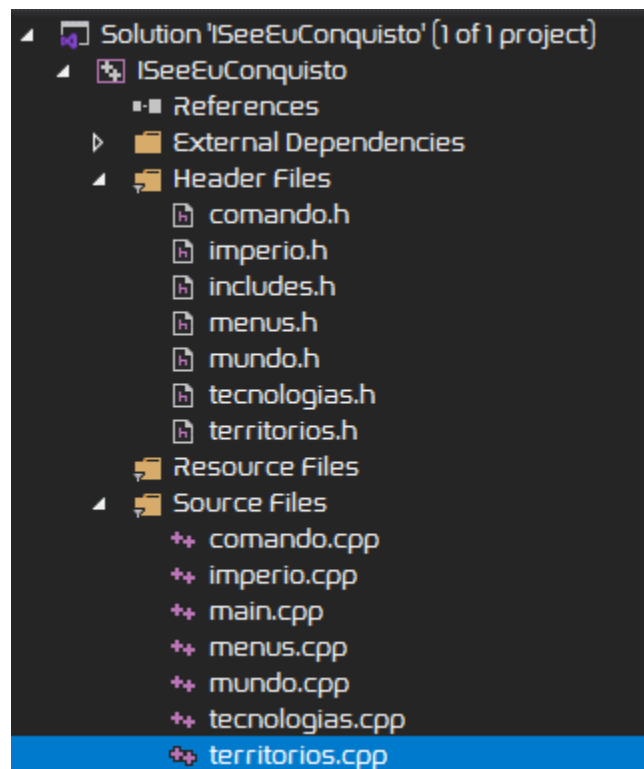 Solution 'ISeeEuConquisto' (1 of 1 project)
ISeeEuConquisto
References
External Dependencies
Header Files
comando.h
imperio.h
includes.h
menus.h
mundo.h
tecnologias.h
territorios.h
Resource Files
Source Files
comando.cpp
imperio.cpp
main.cpp
menus.cpp
mundo.cpp
tecnologias.cpp
territorios.cpp